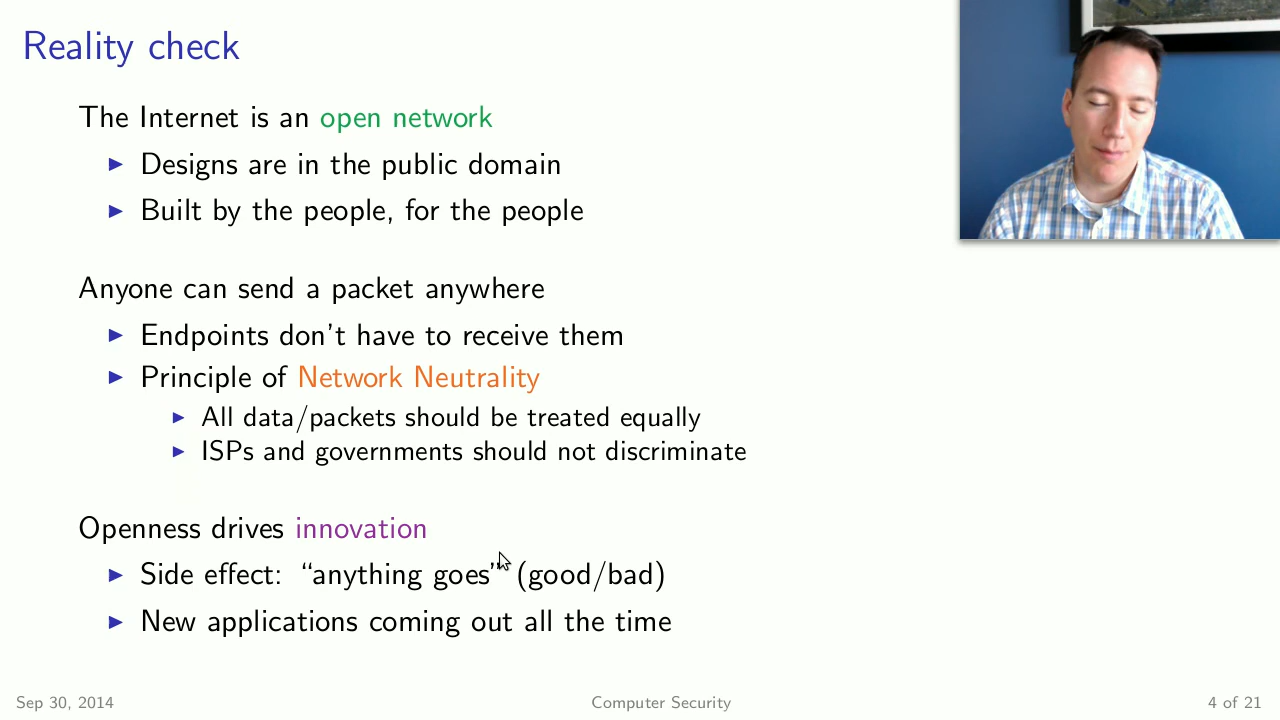 Reality check
The Internet is an open network
Designs are in the public domain
Built by the people, for the people
Anyone can send a packet anywhere
Endpoints don't have to receive them
Principle of Network Neutrality
All data/packets should be treated equally
ISPs and governments should not discriminate
Openness drives innovation
Side effect: “anything goes” (good/bad)
New applications coming out all the time
Sep 30, 2014
Computer Security
4 of 21